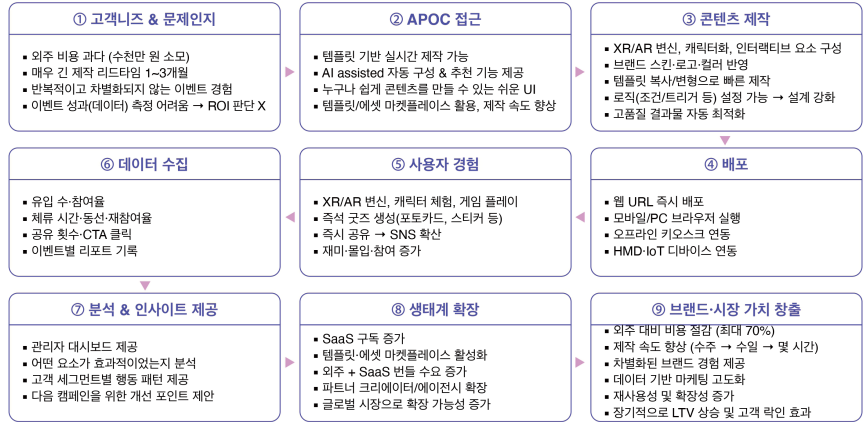 ① 고객니즈 & 문제인지
▪ 외주 비용 과다 (수천만 원 소모)
▪ 매우 긴 제작 리드타임 1~3개월
▪ 반복적이고 차별화되지 않는 이벤트 경험
▪ 이벤트 성과(데이터) 측정 어려움 → ROI 판단 X
② APOC 접근
▪ 템플릿 기반 실시간 제작 가능
▪ AI assisted 자동 구성 & 추천 기능 제공
▪ 누구나 쉽게 콘텐츠를 만들 수 있는 쉬운 UI
▪ 템플릿/에셋 마켓플레이스 활용, 제작 속도 향상
③ 콘텐츠 제작
▪ XR/AR 변신, 캐릭터화, 인터랙티브 요소 구성
▪ 브랜드 스킨·로고·컬러 반영
▪ 템플릿 복사/변형으로 빠른 제작
▪ 로직(조건/트리거 등) 설정 가능 → 설계 강화
▪ 고품질 결과물 자동 최적화
④ 배포
▪ 웹 URL 즉시 배포
▪ 모바일/PC 브라우저 실행
▪ 오프라인 키오스크 연동
▪ HMD·IoT 디바이스 연동
⑤ 사용자 경험
▪ XR/AR 변신, 캐릭터 체험, 게임 플레이
▪ 즉석 굿즈 생성(포토카드, 스티커 등)
▪ 즉시 공유 → SNS 확산
▪ 재미·몰입·참여 증가
⑥ 데이터 수집
▪ 유입 수·참여율
▪ 체류 시간·동선·재참여율
▪ 공유 횟수·CTA 클릭
▪ 이벤트별 리포트 기록
⑦ 분석 & 인사이트 제공
▪ 관리자 대시보드 제공
▪ 어떤 요소가 효과적이었는지 분석
▪ 고객 세그먼트별 행동 패턴 제공
▪ 다음 캠페인을 위한 개선 포인트 제안
⑧ 생태계 확장
▪ SaaS 구독 증가
▪ 템플릿·에셋 마켓플레이스 활성화
▪ 외주 + SaaS 번들 수요 증가
▪ 파트너 크리에이터/에이전시 확장
▪ 글로벌 시장으로 확장 가능성 증가
⑨ 브랜드·시장 가치 창출
▪ 외주 대비 비용 절감 (최대 70%)
▪ 제작 속도 향상 (수주 → 수일 → 몇 시간)
▪ 차별화된 브랜드 경험 제공
▪ 데이터 기반 마케팅 고도화
▪ 재사용성 및 확장성 증가
▪ 장기적으로 LTV 상승 및 고객 락인 효과